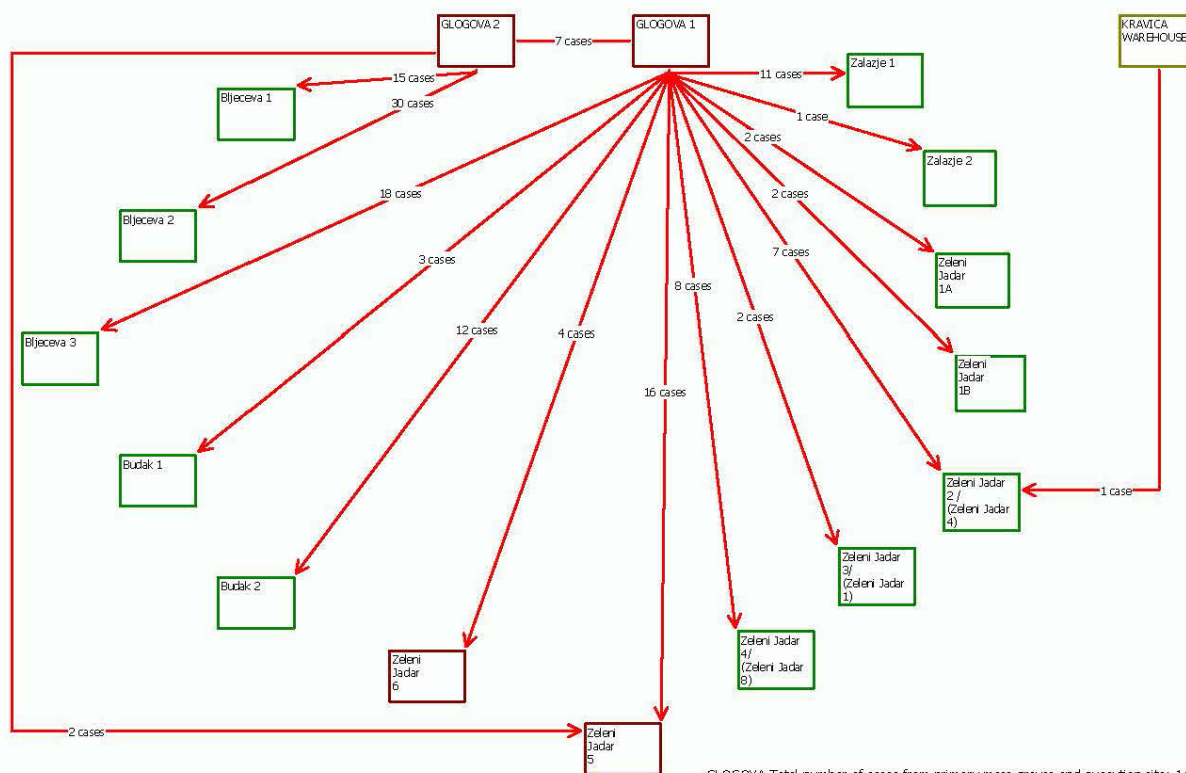 GLOGOVA 2
7 cases
GLOGOVA 1
KRAVICA
WAREHOUSE
15 cases
30 cases
Bljeceva 1
11 cases
Zalazje 1
1 case
Zalazje 2
2 cases
Bljeceva 2
18 cases
2 cases
3 cases
7 cases
Zeleni
Jadar
1A
8 cases
Bljeceva 3
12 cases
4 cases
2 cases
Zeleni
Jadar
1B
16 cases
Budak 1
Zeleni Jadar
2 /
(Zeleni Jadar
4)
1 case
Zeleni Jadar
3/
(Zeleni Jadar
1)
Budak 2
Zeleni Jadar
4/
(Zeleni Jadar
8)
Zeleni
Jadar
6
2 cases
Zeleni
Jadar
5